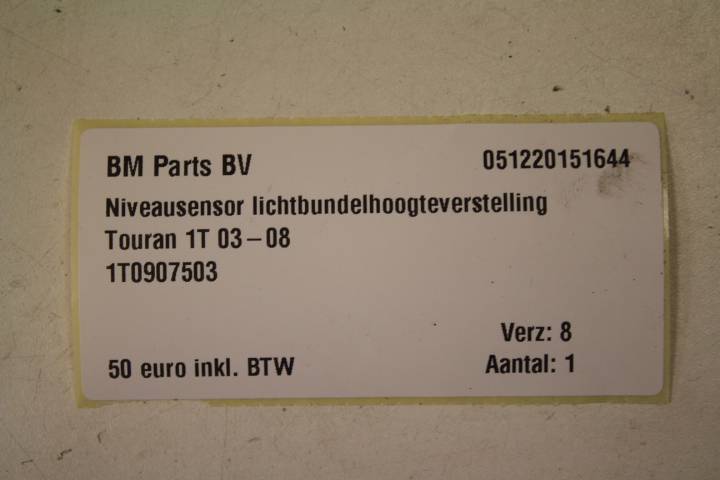 BM Parts BV 051220151644
Niveausensor lichtbundelhoogteverstelling
Touran 1T 03-08
1T0907503
Verz: 8
50 euro inkl. BTW Aantal: 1